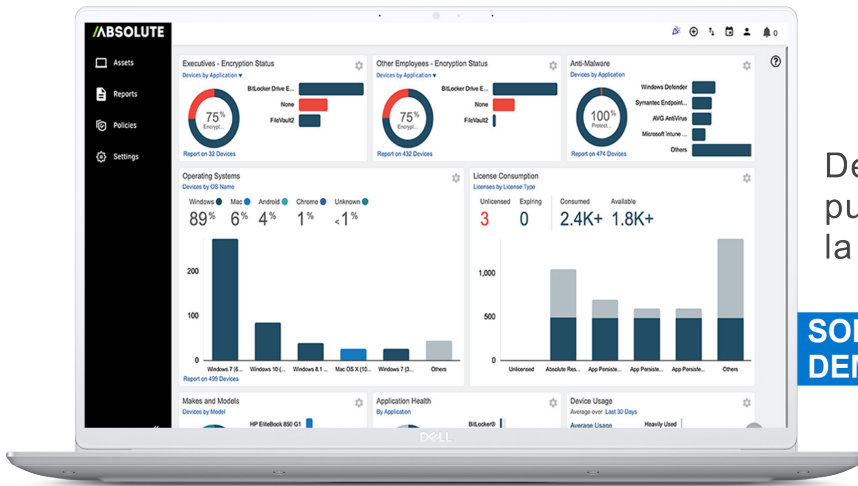 ABSOLUTE
0
Assets
Reports
Policies
Settings
Executives - Encryption Status
Devices by Application
BitLocker Drive E...
None
FileVault2
75%
Encrypt...
Report on 32 Devices
Other Employees - Encryption Status
Devices by Application
BitLocker Drive E...
None
FileVault2
75%
Encrypt...
Report on 432 Devices
Anti-Malware
Devices by Application
Windows Defender
Symantec Endpoint...
AVG AntiVirus
Microsoft Intune ...
Others
100%
Protect...
Report on 474 Devices
Operating Systems
Devices by OS Name
Windows Mac Android Chrome Unknown
89% 6% 4% 1% <1%
200
100
0
Windows 7 (6... Windows 10 (... Windows 8.1 ... Mac OS X (10... Windows 7 (3... Others
Report on 499 Devices
License Consumption
Licenses by License Type
Unlicensed Expiring Consumed Available
3 0 2.4K+ 1.8K+
1,000
500
0
Unlicensed Absolute Res... App Persiste... App Persiste... App Persiste... Others
Makes and Models
Devices by Model
HP EliteBook 850 G1
Application Health
By Application
BitLocker®
Device Usage
Average over Last 30 Days
Average Usage
Heavily Used
DELL
De
pu
la